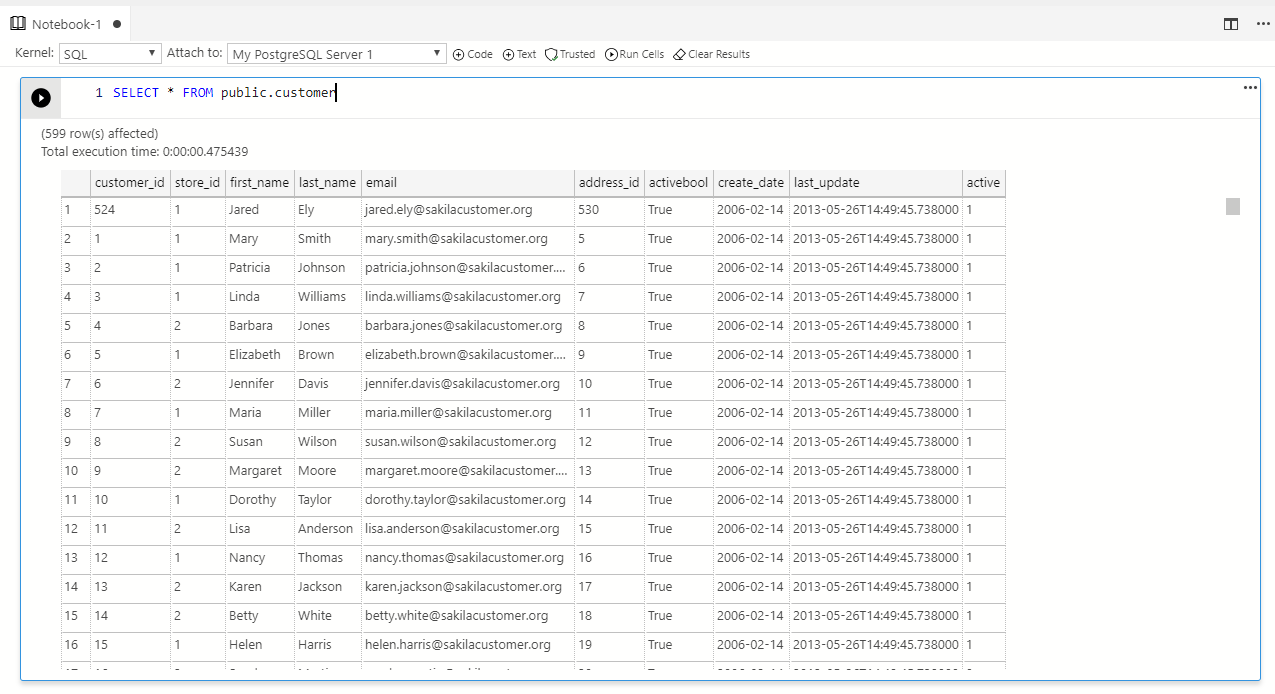 Notebook-1
Kernel: SQL Attach to: My PostgreSQL Server 1 Code Text Trusted Run Cells Clear Results
1 SELECT * FROM public.customer
(599 row(s) affected)
Total execution time: 0:00:00.475439
customer_id store_id first_name last_name email address_id activebool create_date last_update active
1 524 1 Jared Ely jared.ely@sakilacustomer.org 530 True 2006-02-14 2013-05-26T14:49:45.738000 1
2 1 1 Mary Smith mary.smith@sakilacustomer.org 5 True 2006-02-14 2013-05-26T14:49:45.738000 1
3 2 1 Patricia Johnson patricia.johnson@sakilacustomer.... 6 True 2006-02-14 2013-05-26T14:49:45.738000 1
4 3 1 Linda Williams linda.williams@sakilacustomer.org 7 True 2006-02-14 2013-05-26T14:49:45.738000 1
5 4 2 Barbara Jones barbara.jones@sakilacustomer.org 8 True 2006-02-14 2013-05-26T14:49:45.738000 1
6 5 1 Elizabeth Brown elizabeth.brown@sakilacustomer.... 9 True 2006-02-14 2013-05-26T14:49:45.738000 1
7 6 2 Jennifer Davis jennifer.davis@sakilacustomer.org 10 True 2006-02-14 2013-05-26T14:49:45.738000 1
8 7 1 Maria Miller maria.miller@sakilacustomer.org 11 True 2006-02-14 2013-05-26T14:49:45.738000 1
9 8 2 Susan Wilson susan.wilson@sakilacustomer.org 12 True 2006-02-14 2013-05-26T14:49:45.738000 1
10 9 2 Margaret Moore margaret.moore@sakilacustomer.... 13 True 2006-02-14 2013-05-26T14:49:45.738000 1
11 10 1 Dorothy Taylor dorothy.taylor@sakilacustomer.org 14 True 2006-02-14 2013-05-26T14:49:45.738000 1
12 11 2 Lisa Anderson lisa.anderson@sakilacustomer.org 15 True 2006-02-14 2013-05-26T14:49:45.738000 1
13 12 1 Nancy Thomas nancy.thomas@sakilacustomer.org 16 True 2006-02-14 2013-05-26T14:49:45.738000 1
14 13 2 Karen Jackson karen.jackson@sakilacustomer.org 17 True 2006-02-14 2013-05-26T14:49:45.738000 1
15 14 2 Betty White betty.white@sakilacustomer.org 18 True 2006-02-14 2013-05-26T14:49:45.738000 1
16 15 1 Helen Harris helen.harris@sakilacustomer.org 19 True 2006-02-14 2013-05-26T14:49:45.738000 1